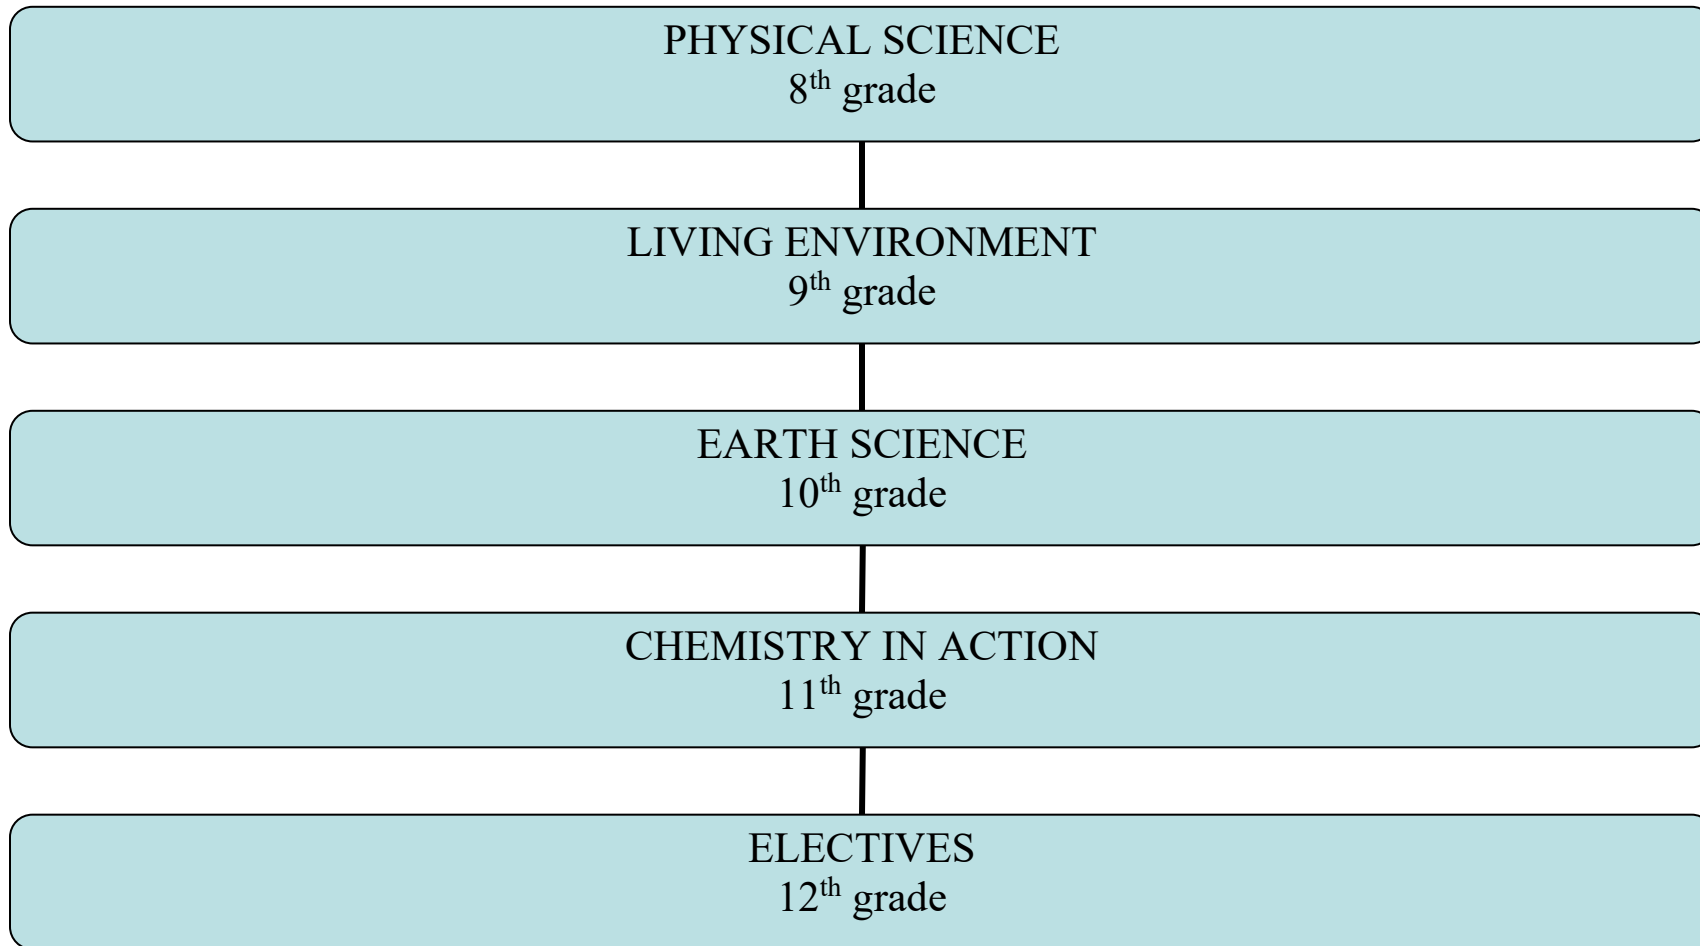 PHYSICAL SCIENCE
8th grade
LIVING ENVIRONMENT
9th grade
EARTH SCIENCE
10th grade
CHEMISTRY IN ACTION
11th grade
ELECTIVES
12th grade